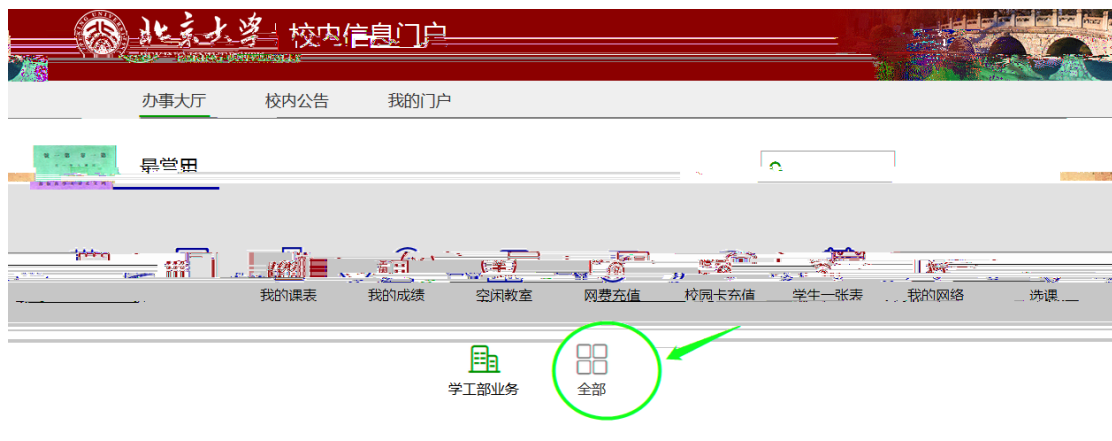 北京大学 校内信息门户
办事大厅 校内公告 我的门户
最常用
我的课表 我的成绩 空闲教室 网费充值 校园卡充值 学生一张表 我的网络 选课
学工部业务 全部